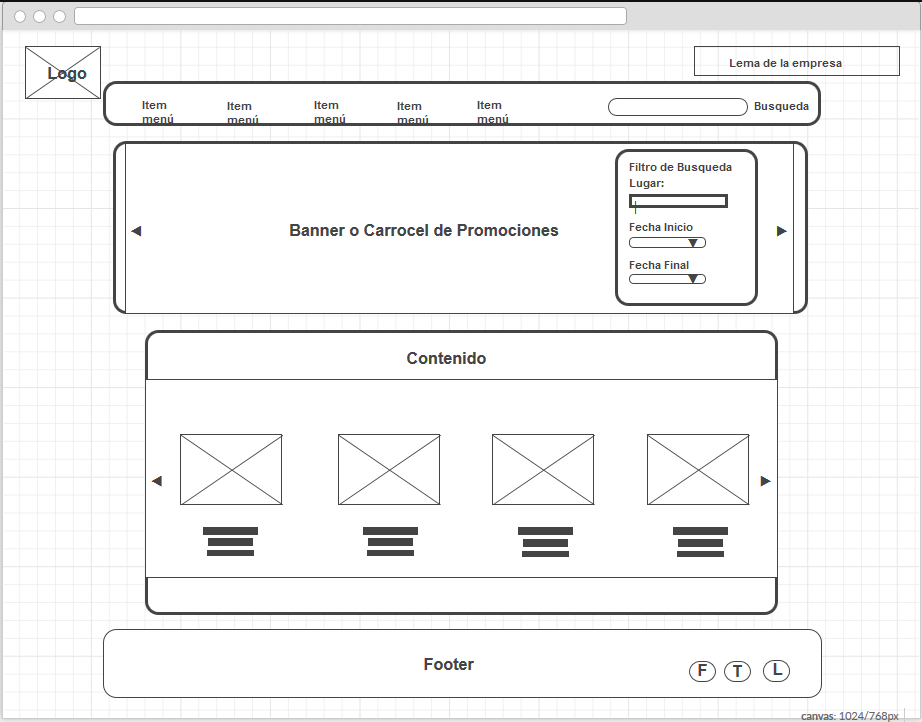 Logo
Lema de la empresa
Item
menú
Item
menú
Item
menú
Item
menú
Item
menú
Busqueda
Filtro de Busqueda
Lugar:
Banner o Carrocel de Promociones
Fecha Inicio
Fecha Final
Contenido
Footer
F
T
L
canvas: 1024/768px